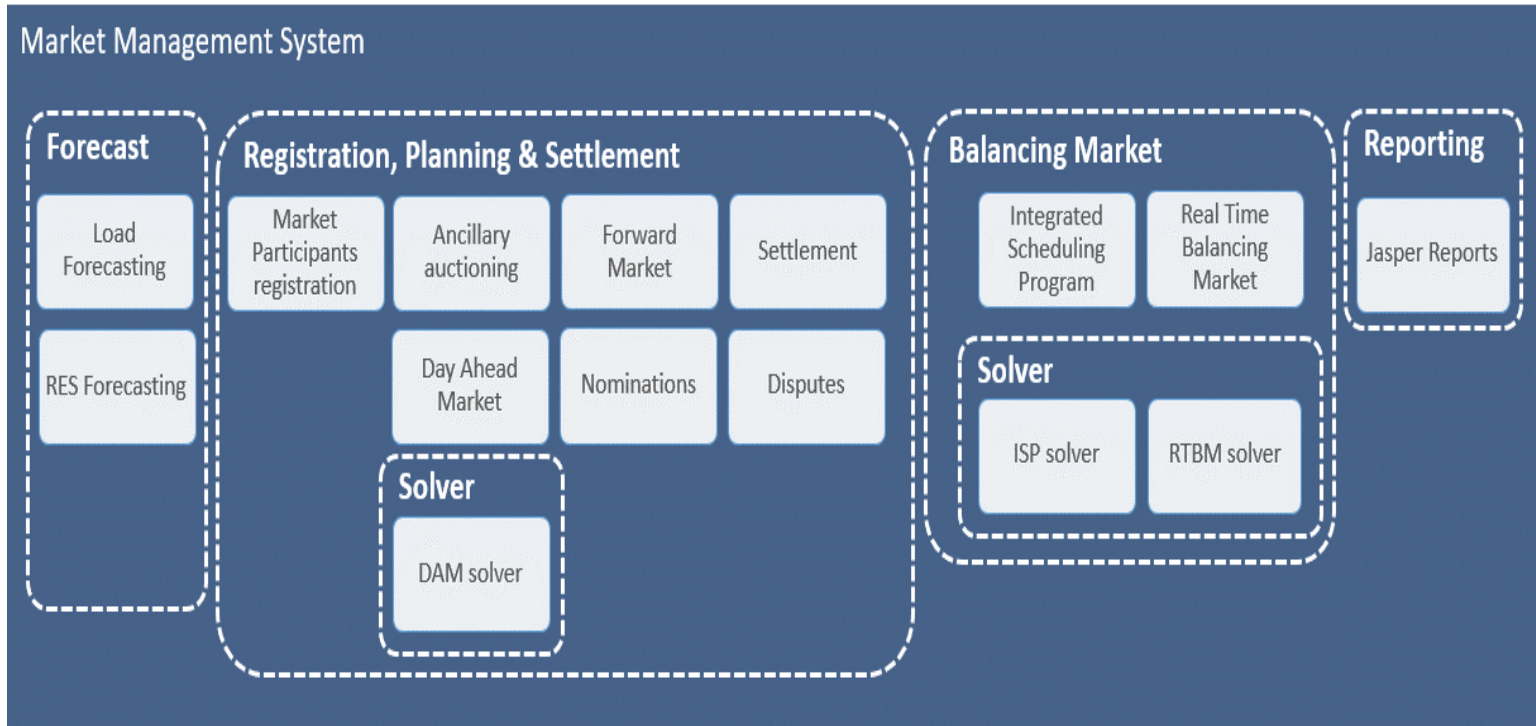 Market Management System
Forecast
Load
Forecasting
RES Forecasting
Registration, Planning & Settlement
Market
Participants
registration
Ancillary
auctioning
Forward
Market
Settlement
Day Ahead
Market
Nominations
Disputes
Solver
DAM solver
Balancing Market
Integrated
Scheduling
Program
Real Time
Balancing
Market
Solver
ISP solver
RTBM solver
Reporting
Jasper Reports